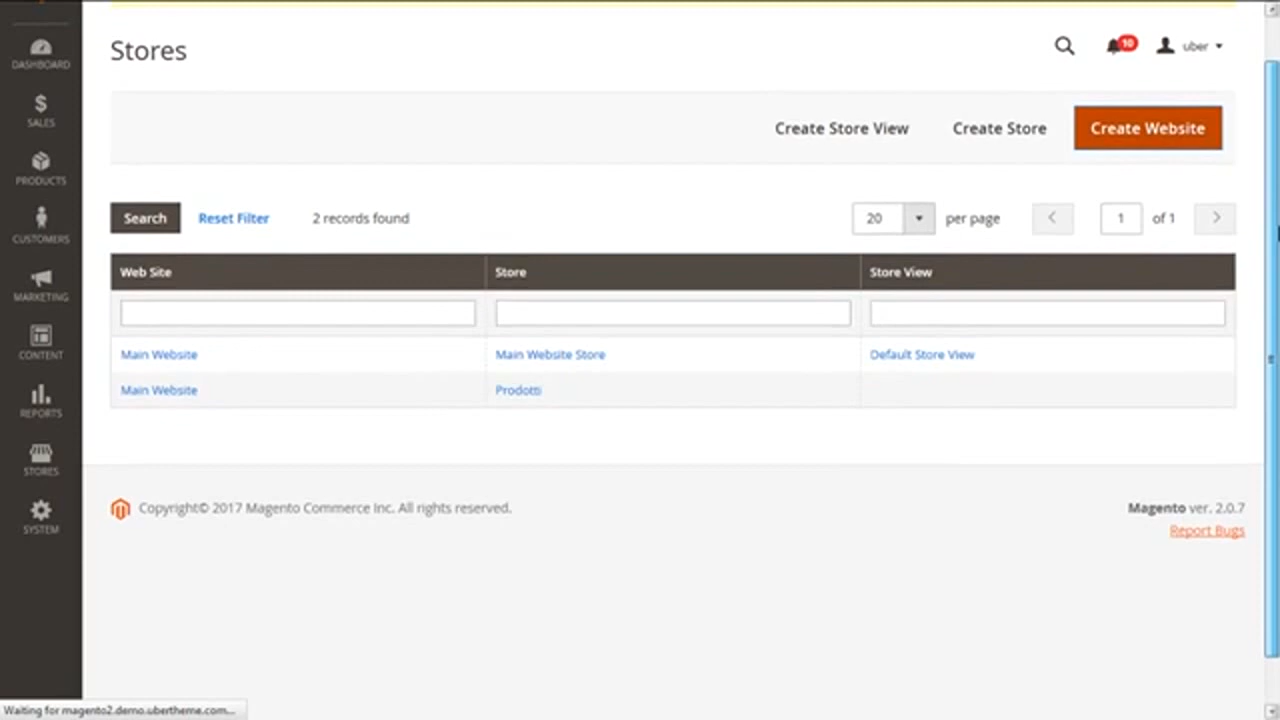 Stores
10
uber
DASHBOARD
SALES
PRODUCTS
CUSTOMERS
MARKETING
CONTENT
REPORTS
STORES
SYSTEM
Create Store View Create Store Create Website
Search Reset Filter 2 records found 20 per page 1 of 1
Web Site Store Store View
Main Website Main Website Store Default Store View
Main Website Prodotti
Copyright© 2017 Magento Commerce Inc. All rights reserved. Magento ver. 2.0.7
Report Bugs
Waiting for magento2.demo.ubertheme.com...